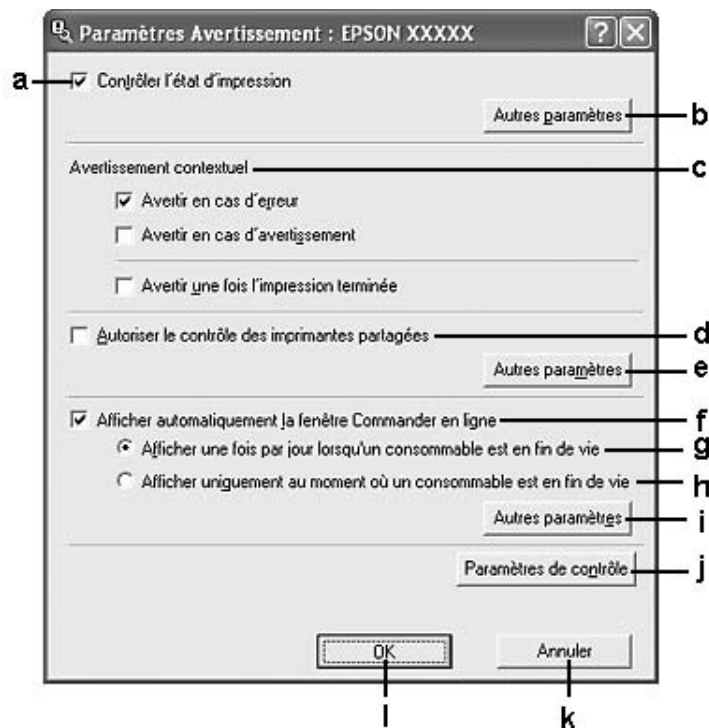 Paramètres Avertissement : EPSON XXXXX
a
Contrôler l'état d'impression
Autres paramètres
b
Avertissement contextuel
c
Avertir en cas d'erreur
Avertir en cas d'avertissement
Avertir une fois l'impression terminée
Autoriser le contrôle des imprimantes partagées
d
Autres paramètres
e
Afficher automatiquement la fenêtre Commander en ligne
f
Afficher une fois par jour lorsqu'un consommable est en fin de vie
g
Afficher uniquement au moment où un consommable est en fin de vie
h
Autres paramètres
i
Paramètres de contrôle
j
OK
Annuler
l
k